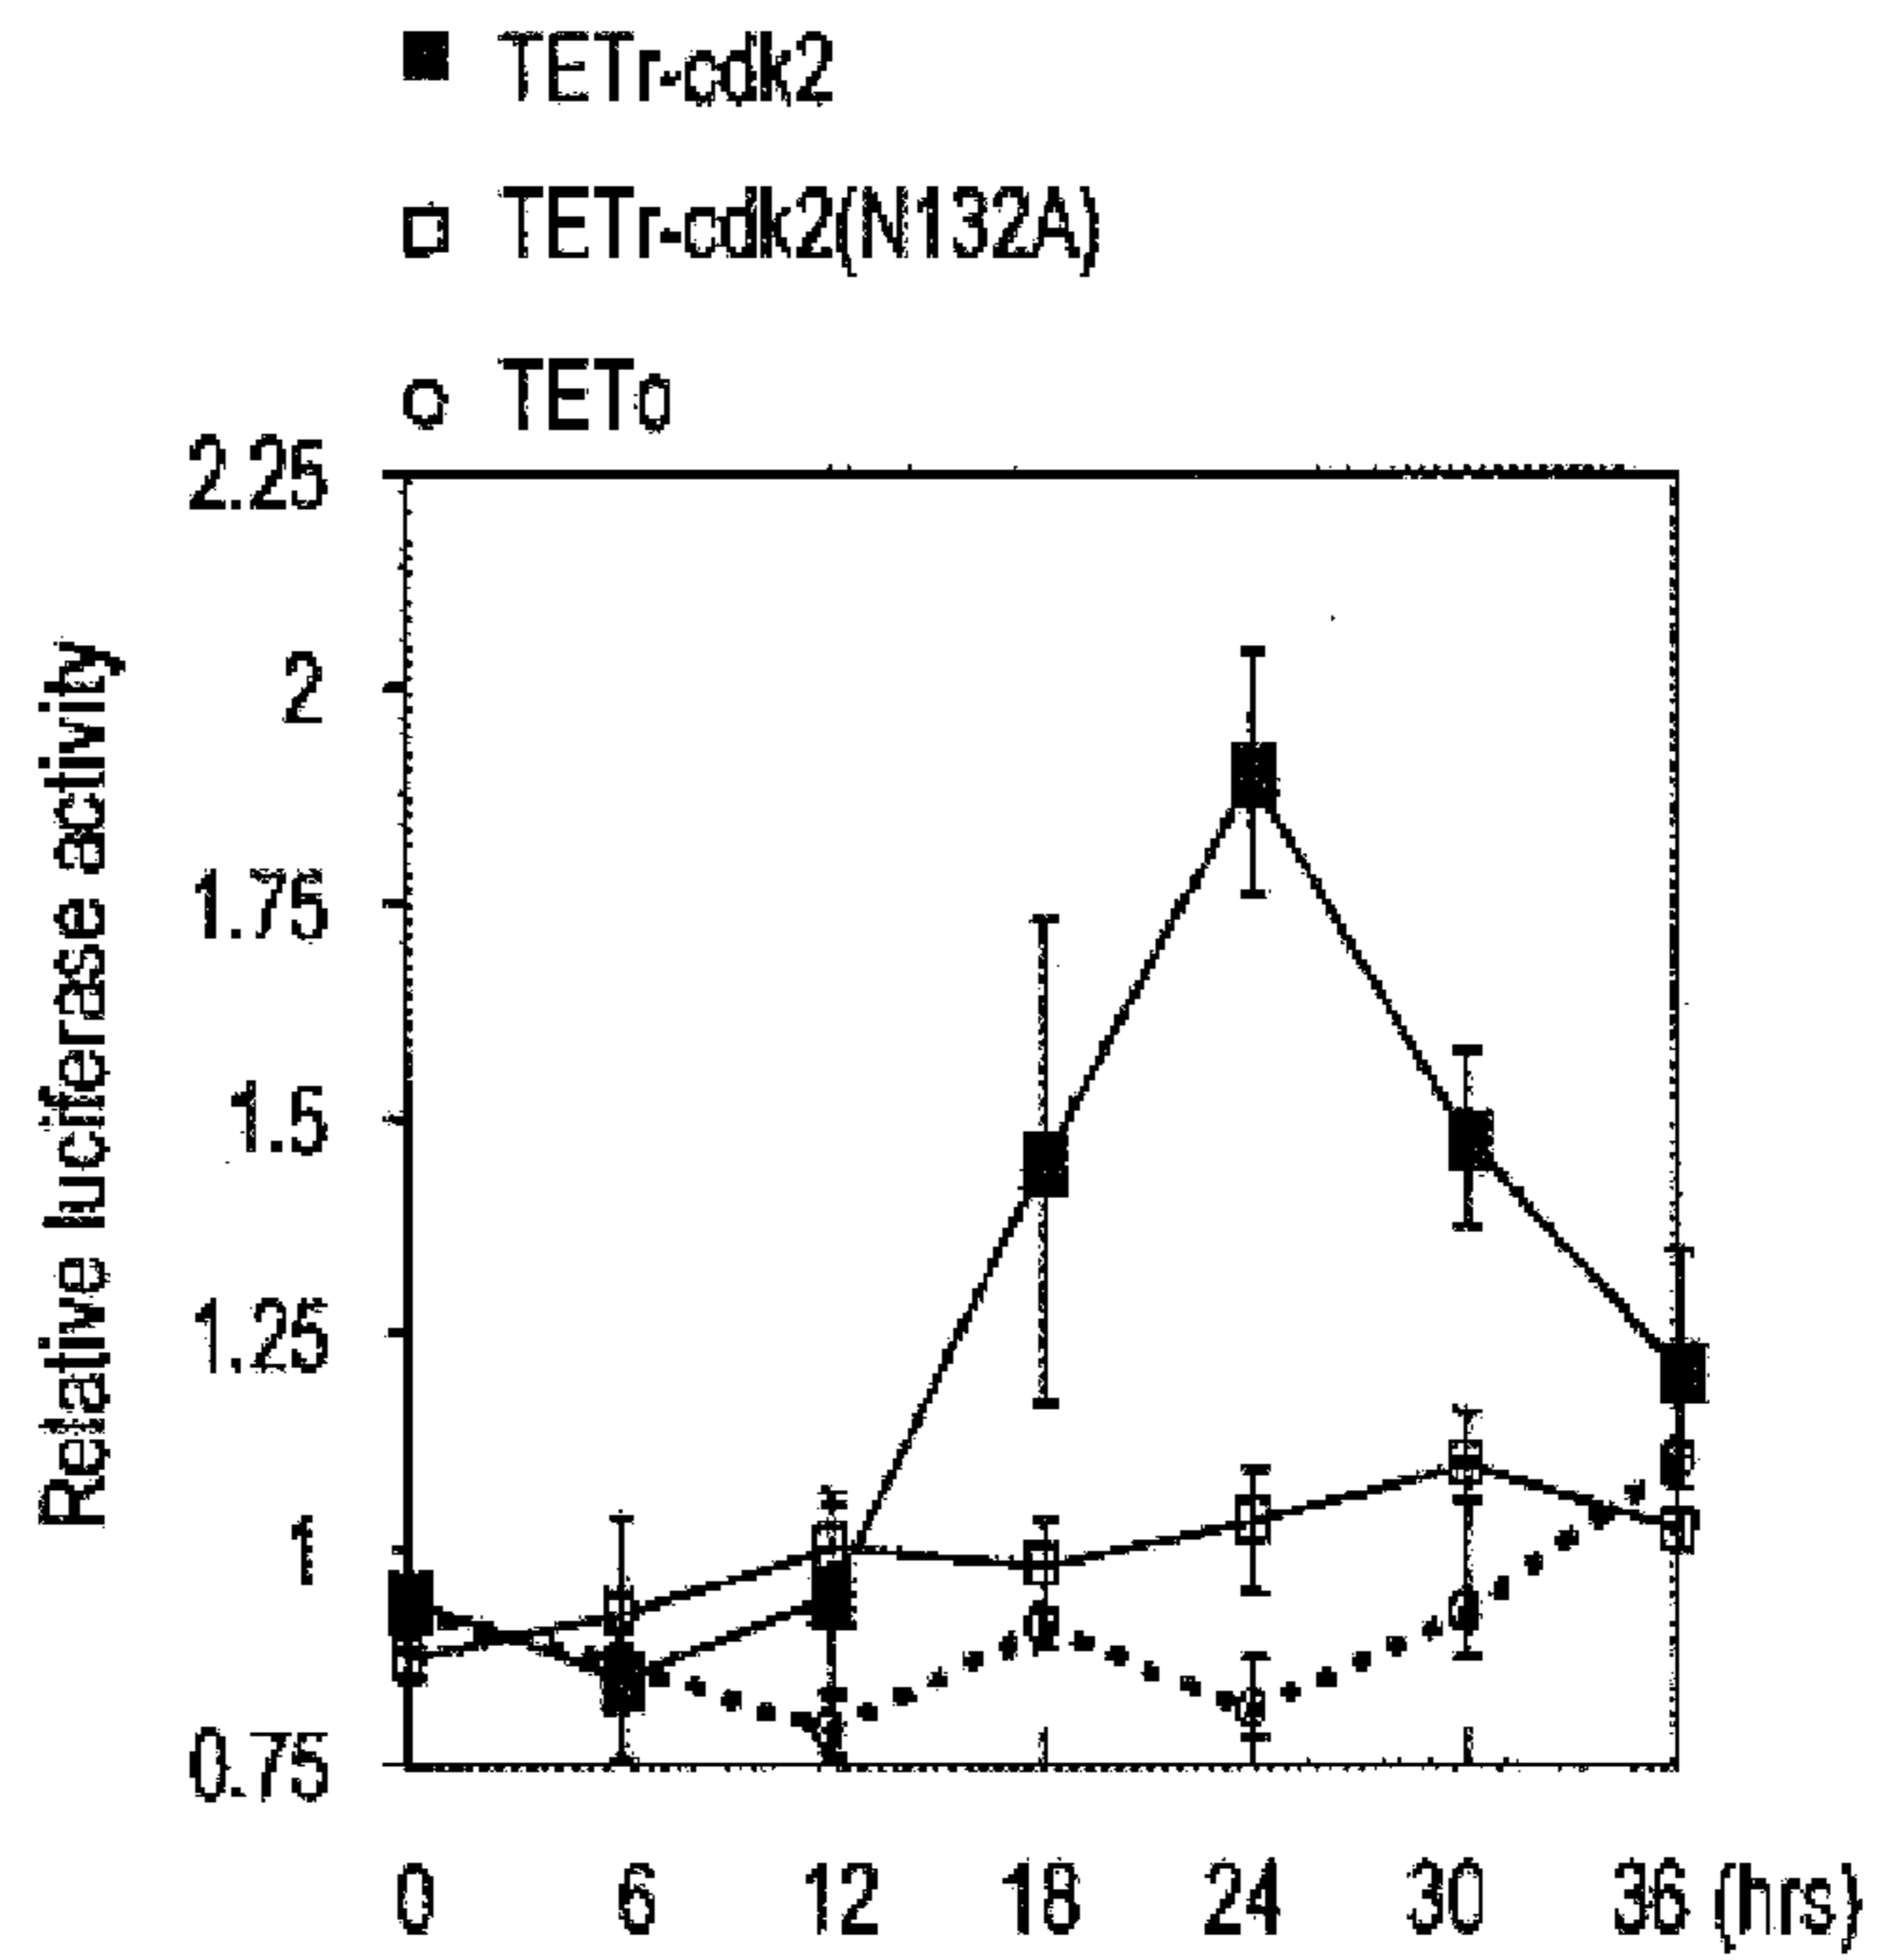 TETr-cdk2
TETr-cdk2(N132A)
TETo
2.25
2
1.75
1.5
1.25
1
0.75
Relative luciferase activity
0 6 12 18 24 30 36 (hrs)